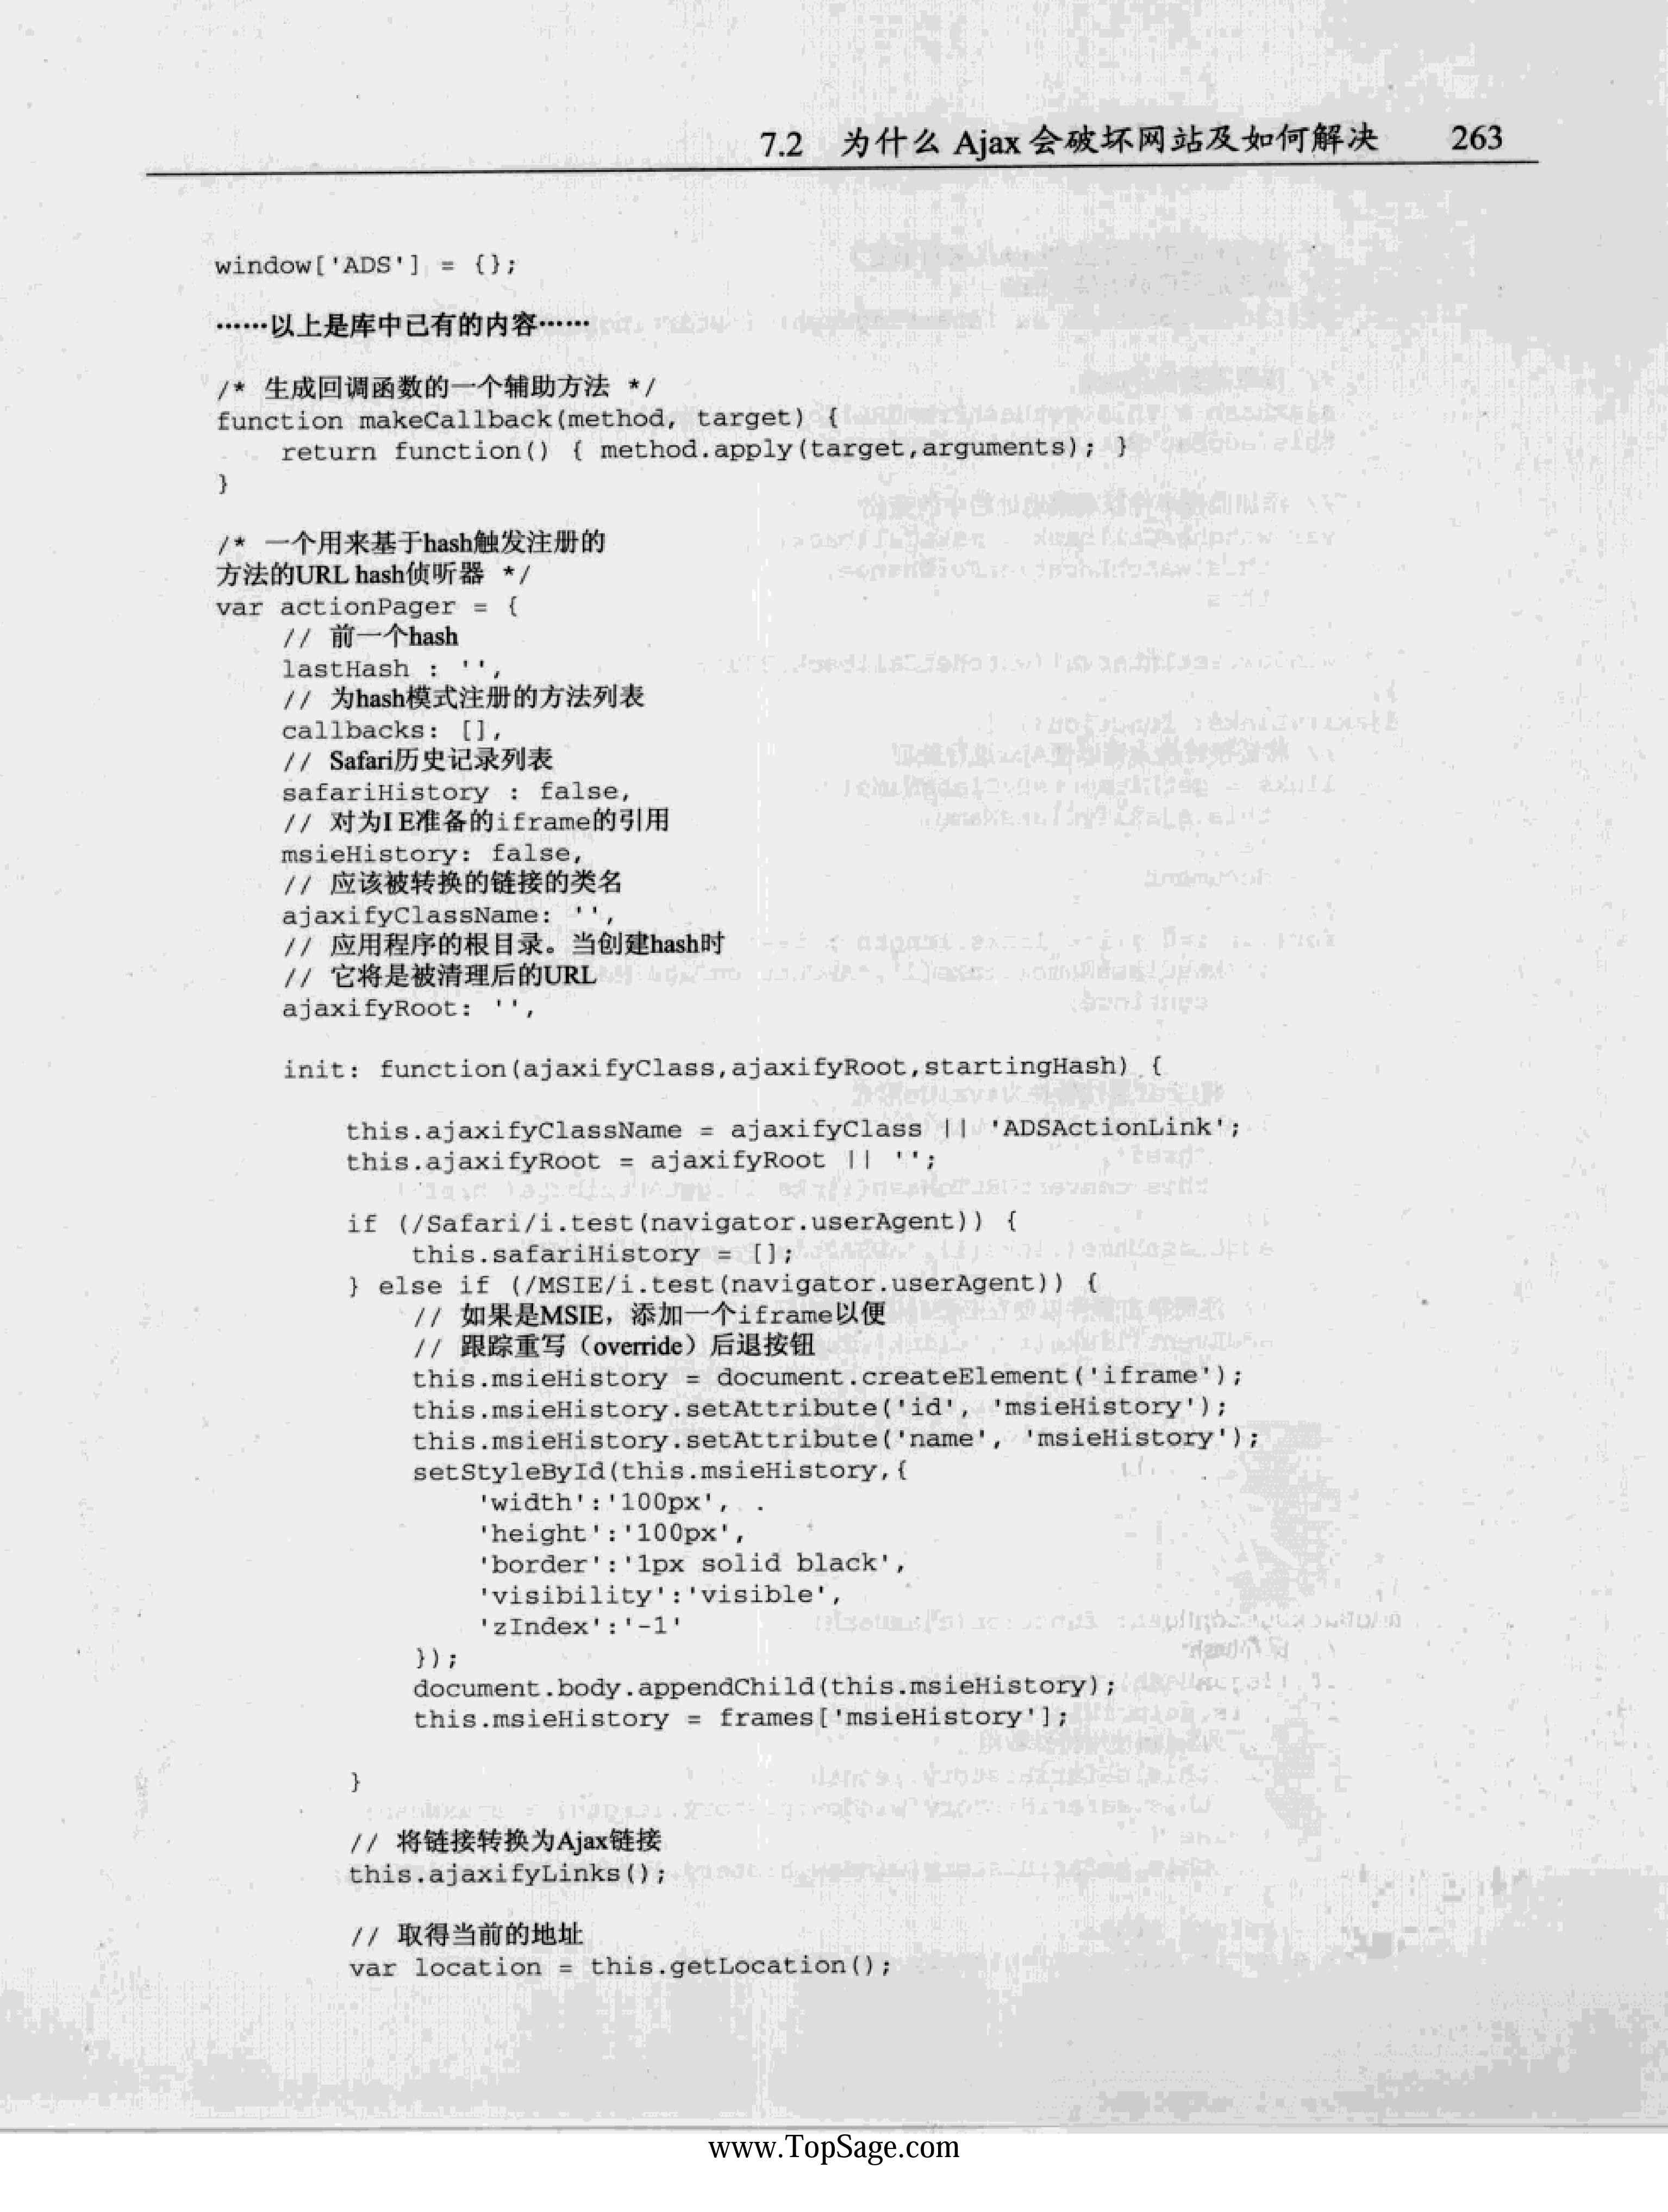 7.2 为什么 Ajax 会破坏网站及如何解决 263
window['ADS'] = {};
……以上是库中已有的内容……
/* 生成回调函数的一个辅助方法 */
function makeCallback(method, target) {
    return function() { method.apply(target,arguments); }
}
/* 一个用来基于hash触发注册的
方法的URL hash侦听器 */
var actionPager = {
    // 前一个hash
    lastHash : '',
    // 为hash模式注册的方法列表
    callbacks: [],
    // Safari历史记录列表
    safariHistory : false,
    // 对为IE准备的iframe的引用
    msieHistory: false,
    // 应该被转换的链接的类名
    ajaxifyClassName: '',
    // 应用程序的根目录。当创建hash时
    // 它将是被清理后的URL
    ajaxifyRoot: '',
    init: function(ajaxifyClass,ajaxifyRoot,startingHash) {
        this.ajaxifyClassName = ajaxifyClass || 'ADSActionLink';
        this.ajaxifyRoot = ajaxifyRoot || '';
        if (/Safari/i.test(navigator.userAgent)) {
            this.safariHistory = [];
        } else if (/MSIE/i.test(navigator.userAgent)) {
            // 如果是MSIE，添加一个iframe以便
            // 跟踪重写（override）后退按钮
            this.msieHistory = document.createElement('iframe');
            this.msieHistory.setAttribute('id', 'msieHistory');
            this.msieHistory.setAttribute('name', 'msieHistory');
            setStyleById(this.msieHistory,{
                'width':'100px',
                'height':'100px',
                'border':'1px solid black',
                'visibility':'visible',
                'zIndex':'-1'
            });
            document.body.appendChild(this.msieHistory);
            this.msieHistory = frames['msieHistory'];
        }
        // 将链接转换为Ajax链接
        this.ajaxifyLinks();
        // 取得当前的地址
        var location = this.getLocation();
www.TopSage.com